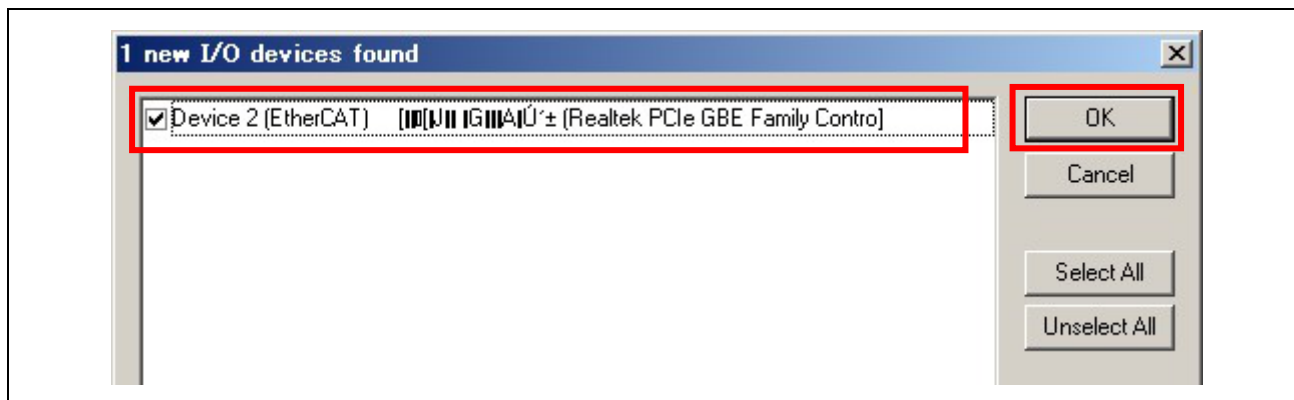 1 new I/O devices found
Device 2 (EtherCAT) (Realtek PCIe GBE Family Contro]
OK
Cancel
Select All
Unselect All